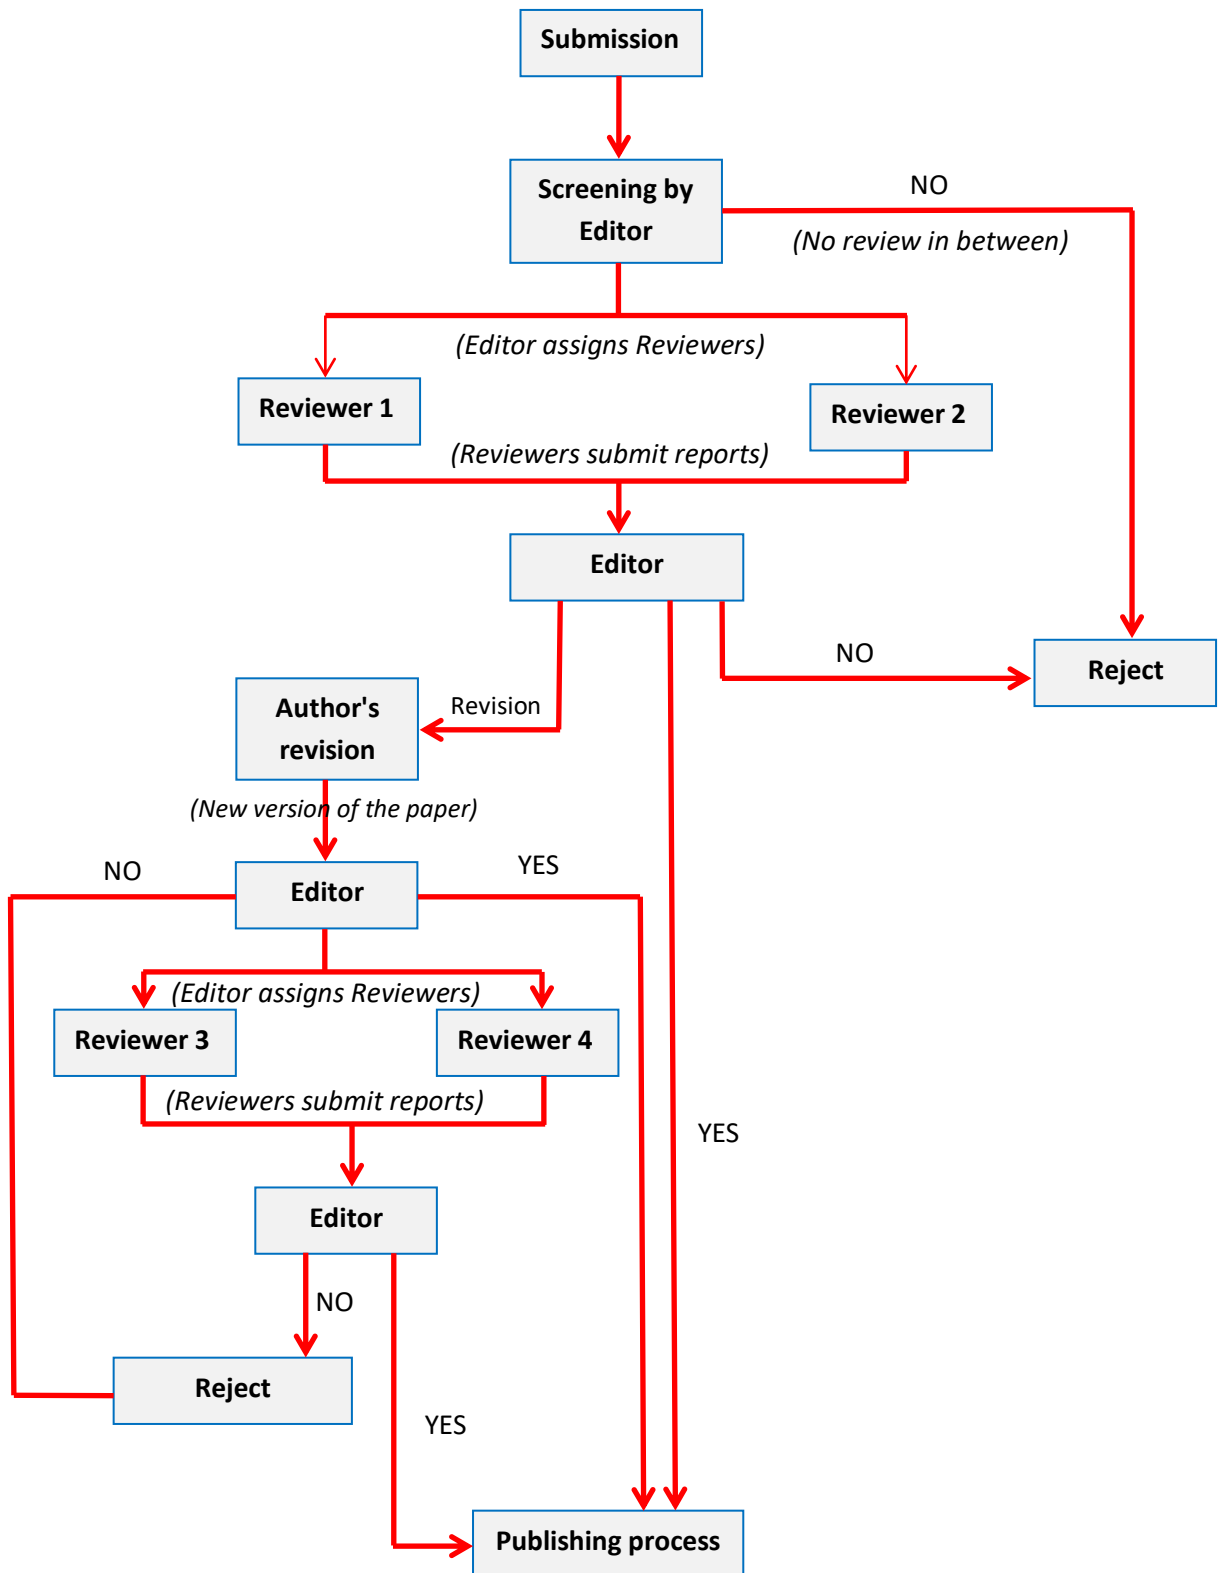 Submission
Screening by
Editor
NO
(No review in between)
(Editor assigns Reviewers)
Reviewer 1
Reviewer 2
(Reviewers submit reports)
Editor
NO
Reject
Author's
revision
Revision
(New version of the paper)
NO
Editor
YES
(Editor assigns Reviewers)
Reviewer 3
Reviewer 4
(Reviewers submit reports)
YES
Editor
NO
Reject
YES
Publishing process